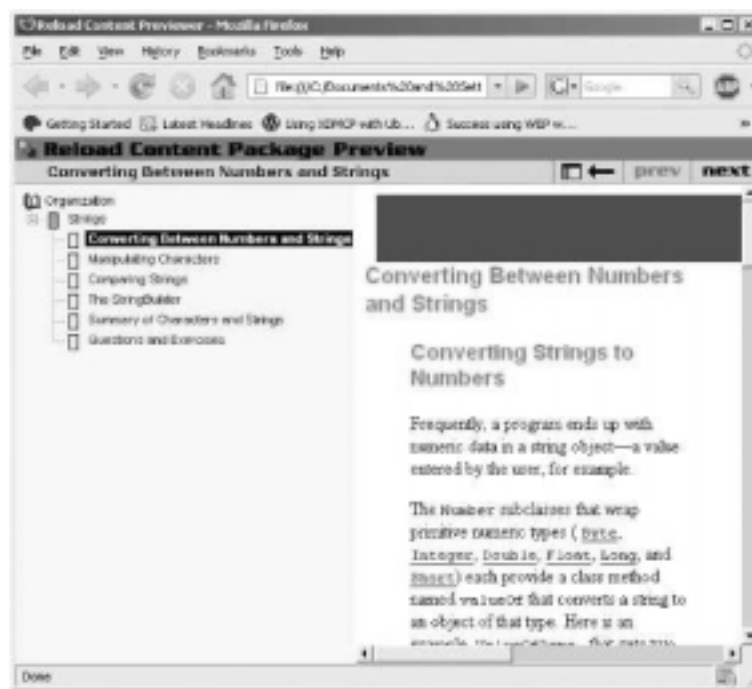 Reload Content Previewer - Mozilla Firefox
File Edit View History Bookmarks Tools Help
file:///C:/Documents%20and%20Sett
Google
Getting Started Latest Headlines Using XDMCP with Ub... Success using WEP w...
Reload Content Package Preview
Converting Between Numbers and Strings
prev next
Organization
Strings
Converting Between Numbers and Strings
Manipulating Characters
Comparing Strings
The StringBuilder
Summary of Characters and Strings
Questions and Exercises
Converting Between Numbers
and Strings
Converting Strings to
Numbers
Frequently, a program ends up with
numeric data in a string object—a value
entered by the user, for example.
The Number subclasses that wrap
primitive numeric types ( Byte,
Integer, Double, Float, Long, and
Short) each provide a class method
named valueOf that converts a string to
an object of that type. Here is an
Done